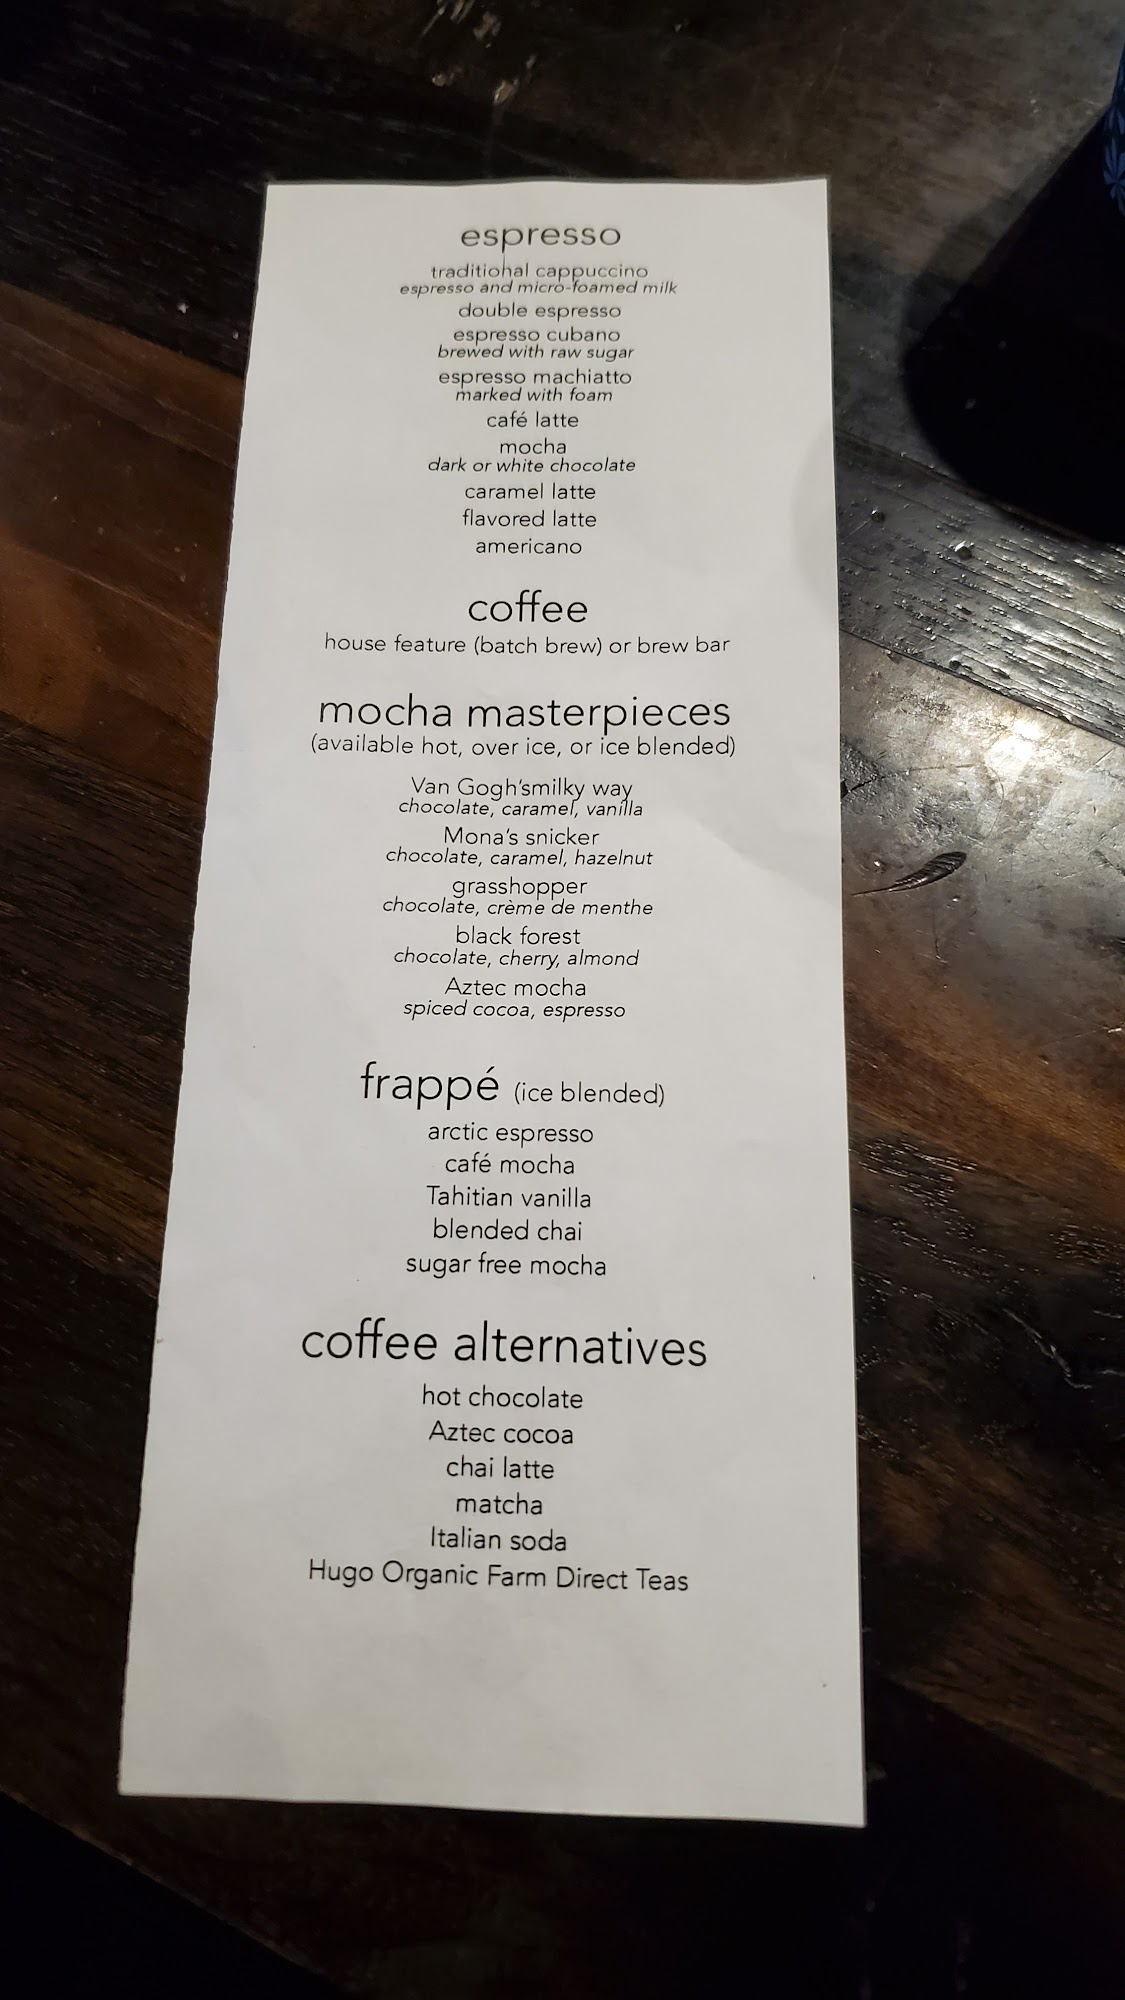 espresso
traditional cappuccino
espresso and micro-foamed milk
double espresso
espresso cubano
brewed with raw sugar
espresso machiatto
marked with foam
café latte
mocha
dark or white chocolate
caramel latte
flavored latte
americano
coffee
house feature (batch brew) or brew bar
mocha masterpieces
(available hot, over ice, or ice blended)
Van Gogh'smilky way
chocolate, caramel, vanilla
Mona's snicker
chocolate, caramel, hazelnut
grasshopper
chocolate, crème de menthe
black forest
chocolate, cherry, almond
Aztec mocha
spiced cocoa, espresso
frappé (ice blended)
arctic espresso
café mocha
Tahitian vanilla
blended chai
sugar free mocha
coffee alternatives
hot chocolate
Aztec cocoa
chai latte
matcha
Italian soda
Hugo Organic Farm Direct Teas